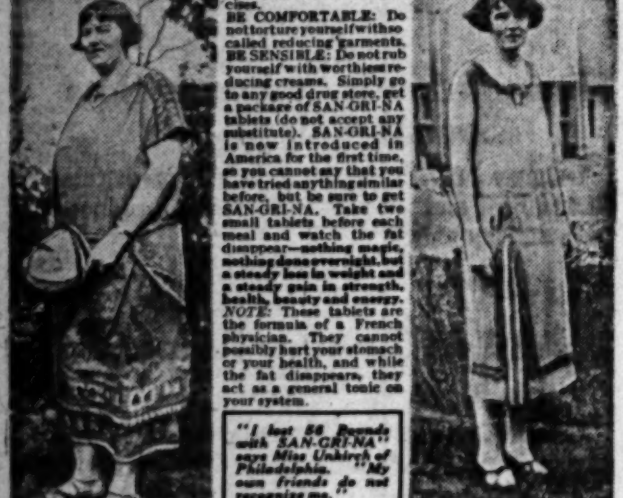 cises.
BE COMFORTABLE: Do
not torture yourself with so
called reducing garments.
BE SENSIBLE: Do not rub
yourself with worthless re-
ducing creams. Simply go
to any good drug store, get
a package of SAN-GRI-NA
tablets (do not accept any
substitute). SAN-GRI-NA
is now introduced in
America for the first time,
so you cannot say that you
have tried anything similar
before, but be sure to get
SAN-GRI-NA. Take two
small tablets before each
meal and watch the fat
disappear—nothing magic,
nothing done overnight, but
a steady loss in weight and
a steady gain in strength,
health, beauty and energy.
NOTE: These tablets are
the formula of a French
physician. They cannot
possibly hurt your stomach
or your health, and while
the fat disappears, they
act as a general tonic on
your system.
"I lost 56 Pounds
with SAN-GRI-NA"
says Miss Unkirch of
Philadelphia. "My
own friends do not
recognize me."